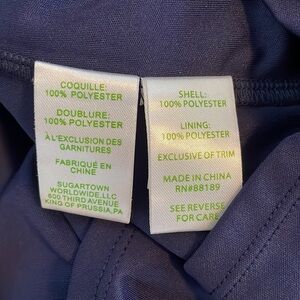 COQUILLE:
100% POLYESTER
DOUBLURE:
100% POLYESTER
À L'EXCLUSION DES
GARNITURES
FABRIQUÉ EN
CHINE
SUGARTOWN
WORLDWIDE,LLC
800 THIRD AVENUE
KING OF PRUSSIA,PA
SHELL:
100% POLYESTER
LINING:
100% POLYESTER
EXCLUSIVE OF TRIM
MADE IN CHINA
RN#88189
SEE REVERSE
FOR CARE